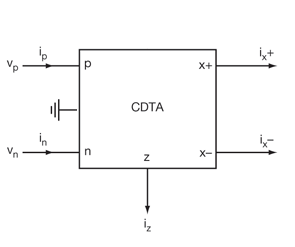 ip ix+
vp p x+
CDTA
in ix–
vn n x–
z
iz